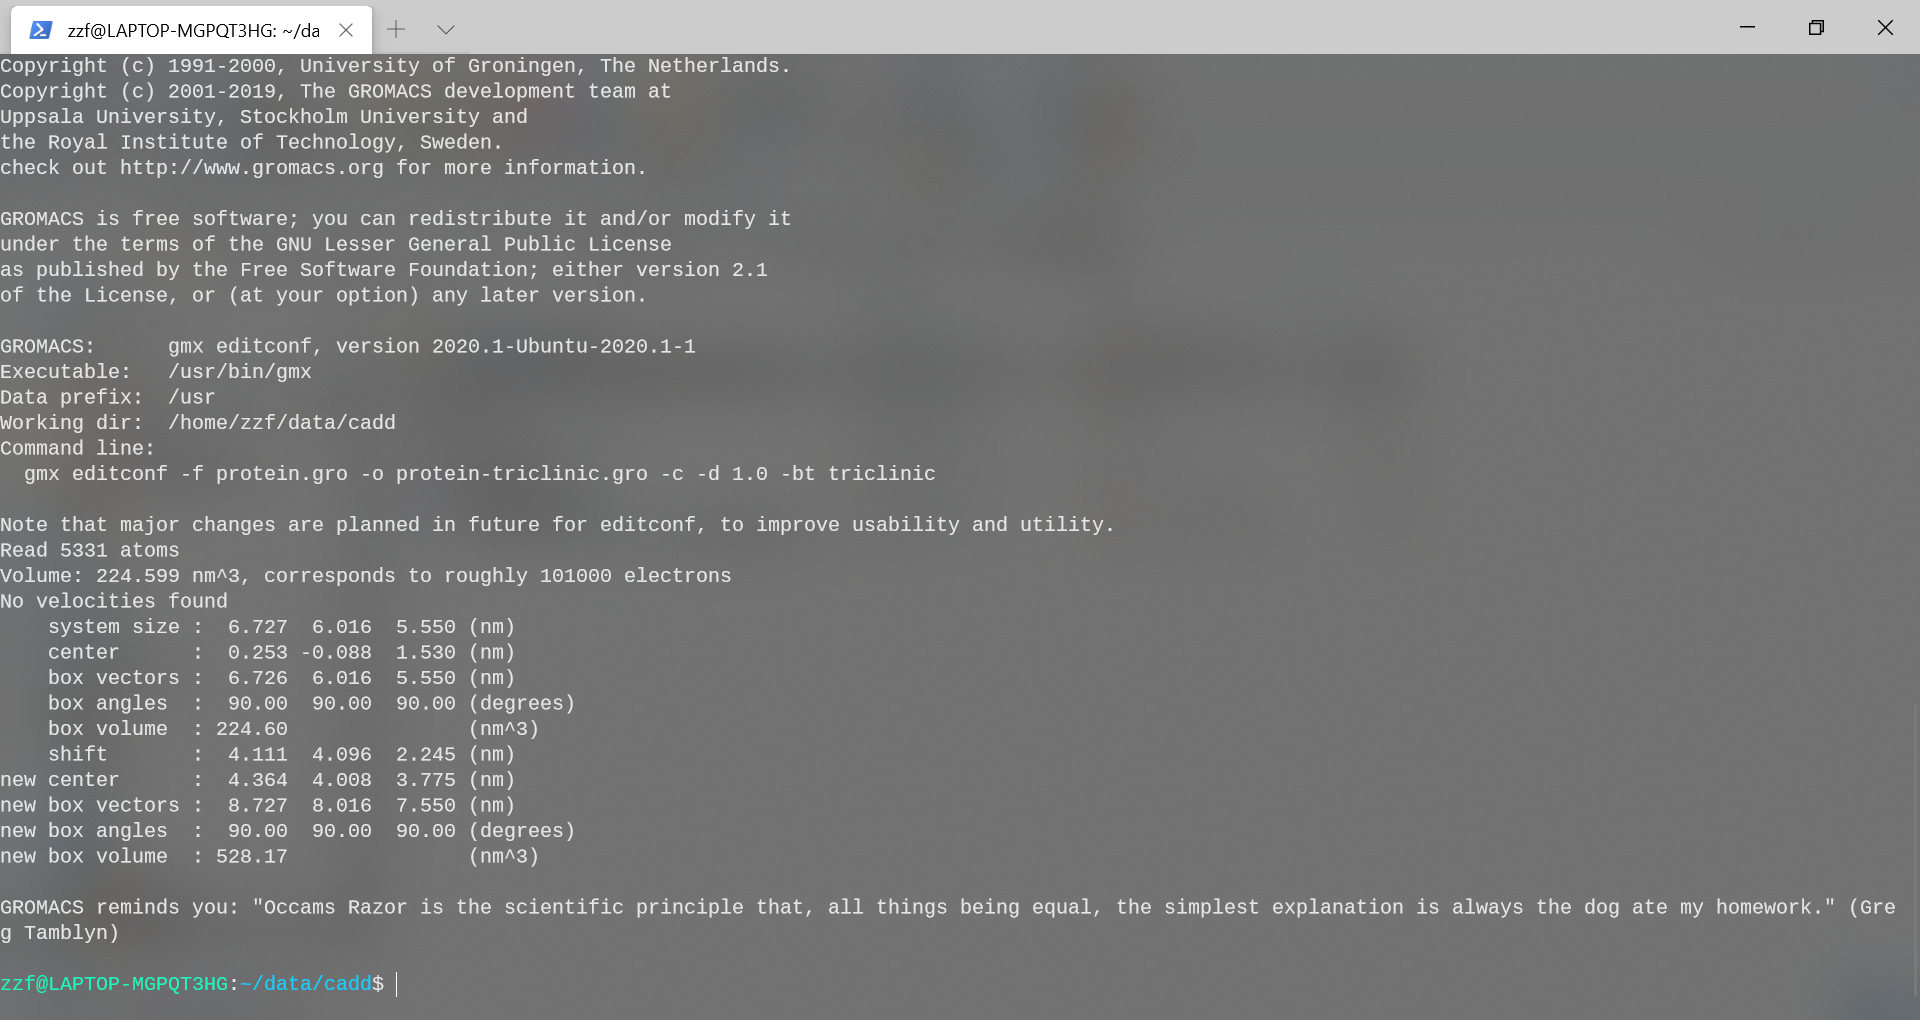 zzf@LAPTOP-MGPQT3HG: ~/da
Copyright (c) 1991-2000, University of Groningen, The Netherlands.
Copyright (c) 2001-2019, The GROMACS development team at
Uppsala University, Stockholm University and
the Royal Institute of Technology, Sweden.
check out http://www.gromacs.org for more information.

GROMACS is free software; you can redistribute it and/or modify it
under the terms of the GNU Lesser General Public License
as published by the Free Software Foundation; either version 2.1
of the License, or (at your option) any later version.

GROMACS:      gmx editconf, version 2020.1-Ubuntu-2020.1-1
Executable:   /usr/bin/gmx
Data prefix:  /usr
Working dir:  /home/zzf/data/cadd
Command line:
  gmx editconf -f protein.gro -o protein-triclinic.gro -c -d 1.0 -bt triclinic

Note that major changes are planned in future for editconf, to improve usability and utility.
Read 5331 atoms
Volume: 224.599 nm^3, corresponds to roughly 101000 electrons
No velocities found
    system size :  6.727  6.016  5.550 (nm)
    center      :  0.253 -0.088  1.530 (nm)
    box vectors :  6.726  6.016  5.550 (nm)
    box angles  :  90.00  90.00  90.00 (degrees)
    box volume  : 224.60               (nm^3)
    shift       :  4.111  4.096  2.245 (nm)
new center      :  4.364  4.008  3.775 (nm)
new box vectors :  8.727  8.016  7.550 (nm)
new box angles  :  90.00  90.00  90.00 (degrees)
new box volume  : 528.17               (nm^3)

GROMACS reminds you: "Occams Razor is the scientific principle that, all things being equal, the simplest explanation is always the dog ate my homework." (Gre
g Tamblyn)

zzf@LAPTOP-MGPQT3HG:~/data/cadd$